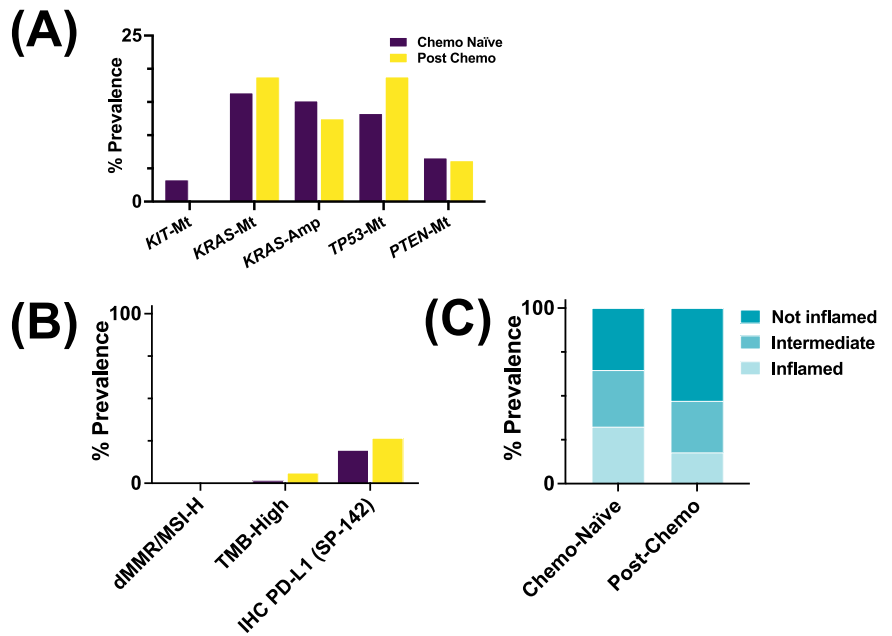 (A)
25
0
% Prevalence
Chemo Naïve
Post Chemo
KIT-Mt
KRAS-Mt
KRAS-Amp
TP53-Mt
PTEN-Mt
(B)
100
0
% Prevalence
dMMR/MSI-H
TMB-High
IHC PD-L1 (SP-142)
(C)
100
0
% Prevalence
Not inflamed
Intermediate
Inflamed
Chemo-Naïve
Post-Chemo